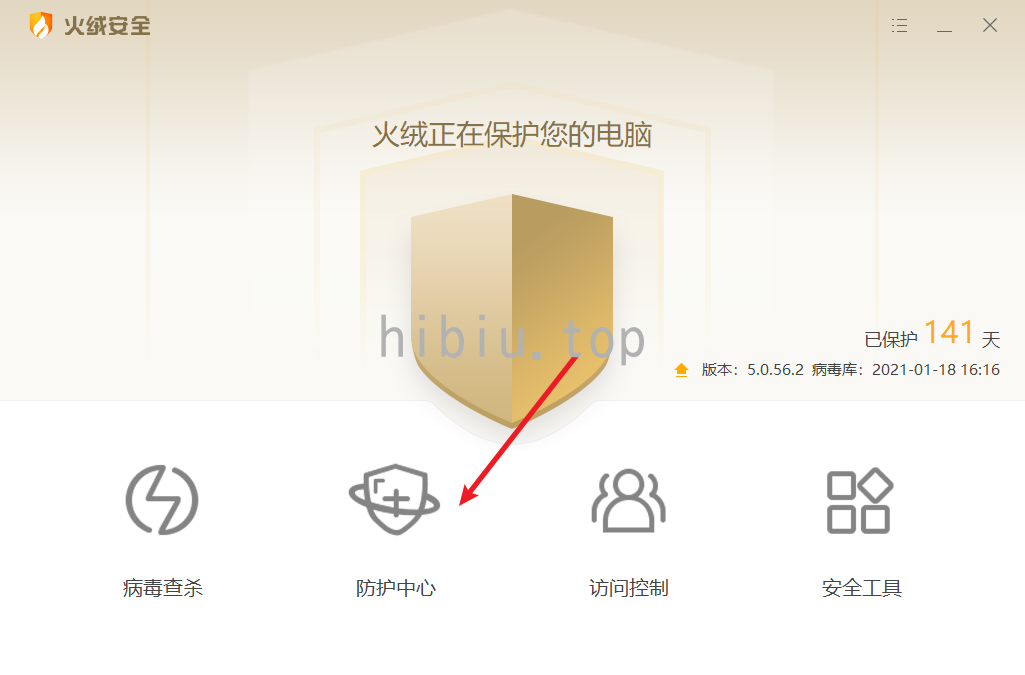 火绒安全
火绒正在保护您的电脑
hibiu.top
已保护 141 天
版本：5.0.56.2 病毒库：2021-01-18 16:16
病毒查杀
防护中心
访问控制
安全工具